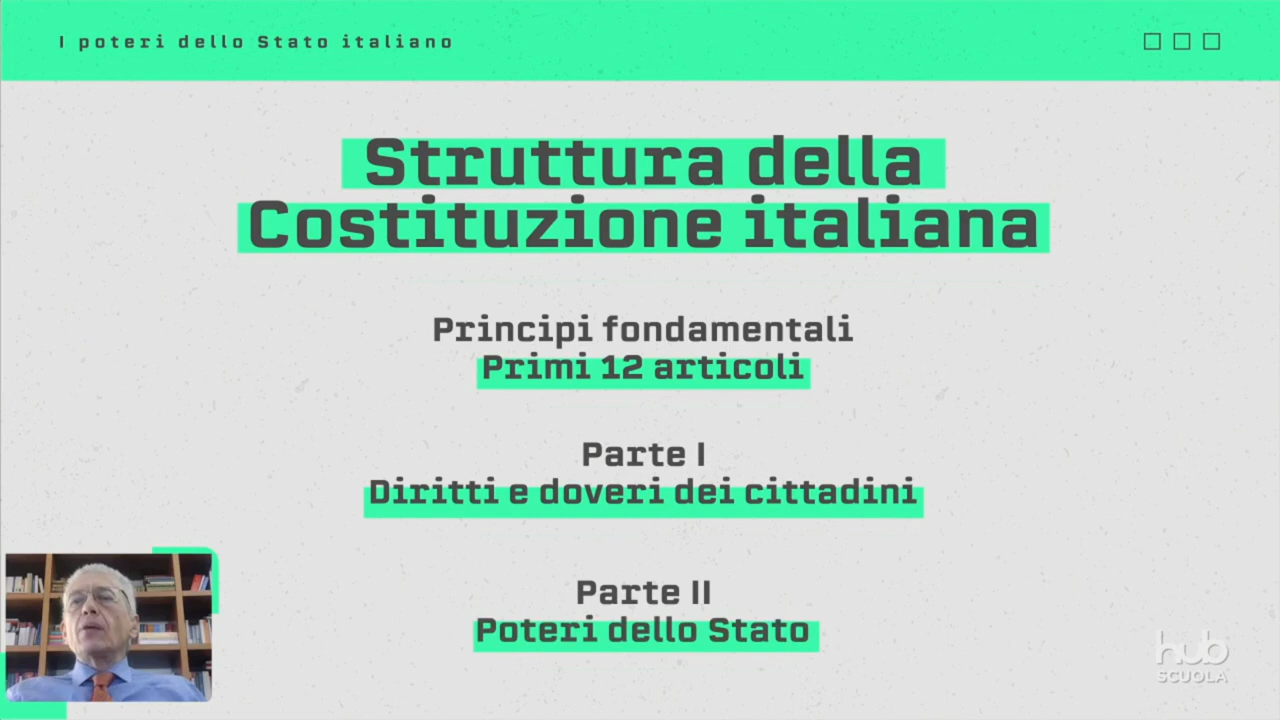 I poteri dello Stato italiano
Struttura della
Costituzione italiana
Principi fondamentali
Primi 12 articoli
Parte I
Diritti e doveri dei cittadini
Parte II
Poteri dello Stato
hub
SCUOLA